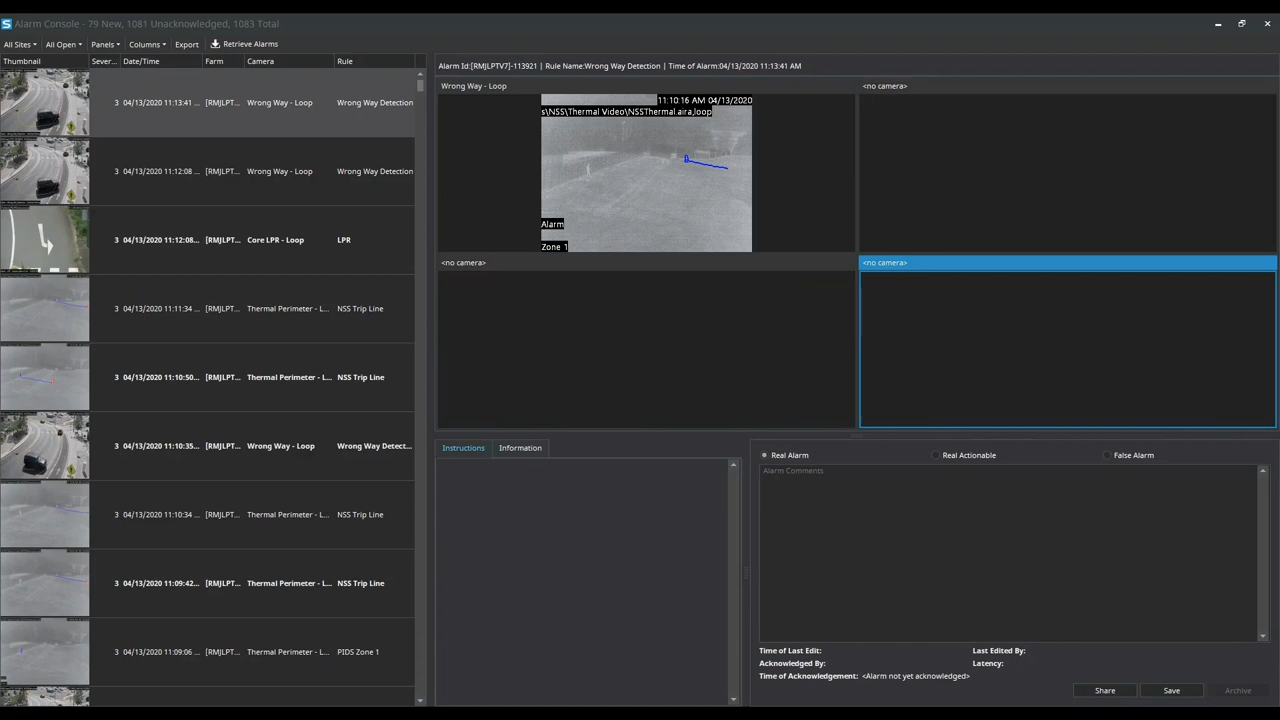 Alarm Console - 79 New, 1081 Unacknowledged, 1083 Total
All Sites All Open Panels Columns Export Retrieve Alarms
Thumbnail Sever... Date/Time Farm Camera Rule
3 04/13/2020 11:13:41 ... [RMJLPT... Wrong Way - Loop Wrong Way Detection
3 04/13/2020 11:12:08 ... [RMJLPT... Wrong Way - Loop Wrong Way Detection
3 04/13/2020 11:12:08... [RMJLPT... Core LPR - Loop LPR
3 04/13/2020 11:11:34 ... [RMJLPT... Thermal Perimeter - L... NSS Trip Line
3 04/13/2020 11:10:50... [RMJLPT... Thermal Perimeter - L... NSS Trip Line
3 04/13/2020 11:10:35... [RMJLPT... Wrong Way - Loop Wrong Way Detect...
3 04/13/2020 11:10:34 ... [RMJLPT... Thermal Perimeter - L... NSS Trip Line
3 04/13/2020 11:09:42... [RMJLPT... Thermal Perimeter - L... NSS Trip Line
3 04/13/2020 11:09:06 ... [RMJLPT... Thermal Perimeter - L... PIDS Zone 1
Alarm Id:[RMJLPTV7]-113921 | Rule Name:Wrong Way Detection | Time of Alarm:04/13/2020 11:13:41 AM
Wrong Way - Loop
<no camera>
11:10:16 AM 04/13/2020
s\NSS\Thermal Video\NSSThermal.aira,loop
Alarm
Zone 1
<no camera>
<no camera>
Instructions Information
Real Alarm Real Actionable False Alarm
Alarm Comments
Time of Last Edit: Last Edited By:
Acknowledged By: Latency:
Time of Acknowledgement: <Alarm not yet acknowledged>
Share Save Archive